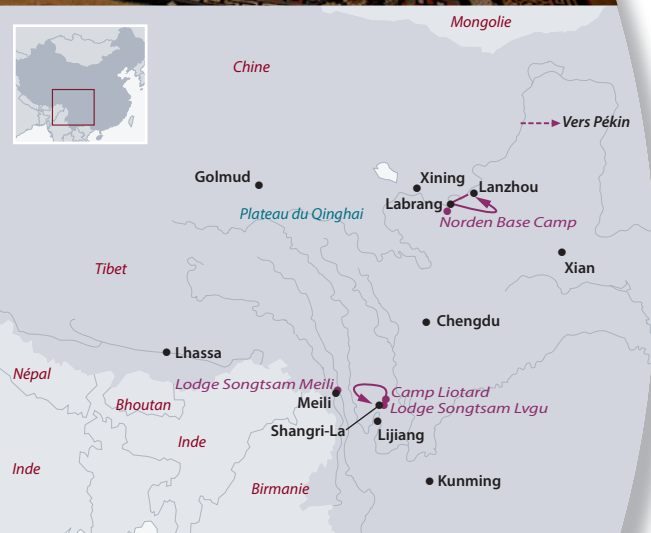 Mongolie
Chine
Vers Pékin
Golmud
Xining
Lanzhou
Labrang
Plateau du Qinghai
Norden Base Camp
Tibet
Xian
Chengdu
Lhassa
Népal
Lodge Songtsam Meili
Camp Liotard
Meili
Lodge Songtsam Lvgu
Bhoutan
Shangri-La
Lijiang
Inde
Inde
Birmanie
Kunming